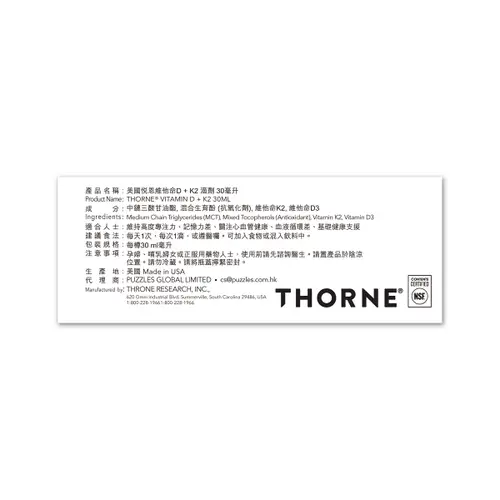 產品名稱：美國悅恩維他命D + K2 滴劑 30毫升
Product Name: THORNE® VITAMIN D + K2 30ML
成　　分：中鏈三酸甘油酯, 混合生育酚 (抗氧化劑), 維他命K2, 維他命D3
Ingredients: Medium Chain Triglycerides (MCT), Mixed Tocopherols (Antioxidant), Vitamin K2, Vitamin D3
適合人士：維持高度專注力、記憶力差、關注心血管健康、血液循環差、基礎健康支援
建議食法：每天1次，每次1滴，或遵醫囑。可加入食物或混入飲料中。
包裝規格：每樽30 ml毫升
注意事項：孕婦、哺乳婦女或正服用藥物人士，使用前請先諮詢醫生。請置產品於陰涼
位置。請勿冷藏。請將瓶蓋擰緊密封。
生 產 地：美國 Made in USA
代 理 商：PUZZLES GLOBAL LIMITED • cs@puzzles.com.hk
Manufactured by: THRONE RESEARCH, INC.,
620 Omni Industrial Blvd. Summerville, South Carolina 29486, USA
1-800-228-1966 1-800-228-1966
THORNE®
CONTENTS
CERTIFIED
NSF